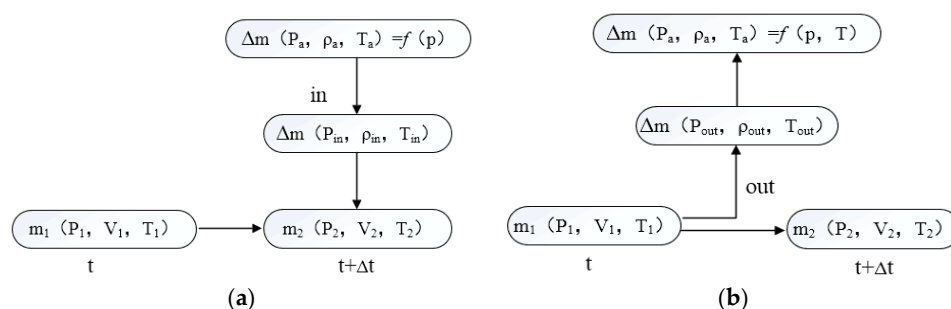 Δm（Pa，ρa，Ta）=f（p）
in
Δm（Pin，ρin，Tin）
m1（P1，V1，T1）
m2（P2，V2，T2）
t
t+Δt
(a)
Δm（Pa，ρa，Ta）=f（p，T）
Δm（Pout，ρout，Tout）
out
m1（P1，V1，T1）
m2（P2，V2，T2）
t
t+Δt
(b)